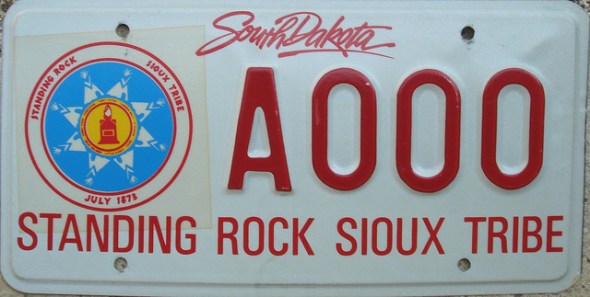 South Dakota
STANDING ROCK SIOUX TRIBE
JULY 1873
A000
STANDING ROCK SIOUX TRIBE